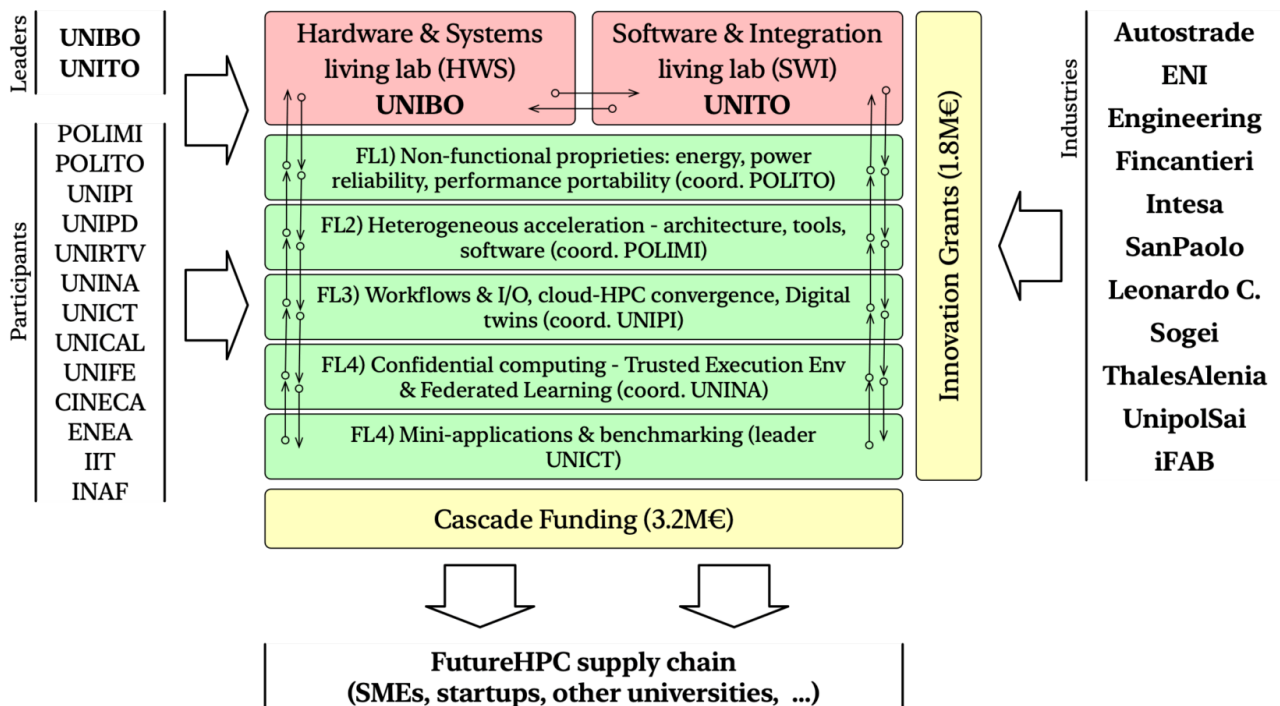 Leaders
UNIBO
UNITO
Participants
POLIMI
POLITO
UNIPI
UNIPD
UNIRTV
UNINA
UNICT
UNICAL
UNIFE
CINECA
ENEA
IIT
INAF
Hardware & Systems
living lab (HWS)
UNIBO
Software & Integration
living lab (SWI)
UNITO
FL1) Non-functional proprieties: energy, power
reliability, performance portability (coord. POLITO)
FL2) Heterogeneous acceleration - architecture, tools,
software (coord. POLIMI)
FL3) Workflows & I/O, cloud-HPC convergence, Digital
twins (coord. UNIPI)
FL4) Confidential computing - Trusted Execution Env
& Federated Learning (coord. UNINA)
FL4) Mini-applications & benchmarking (leader
UNICT)
Cascade Funding (3.2M€)
Innovation Grants (1.8M€)
Industries
Autostrade
ENI
Engineering
Fincantieri
Intesa
SanPaolo
Leonardo C.
Sogei
ThalesAlenia
UnipolSai
iFAB
FutureHPC supply chain
(SMEs, startups, other universities, ...)